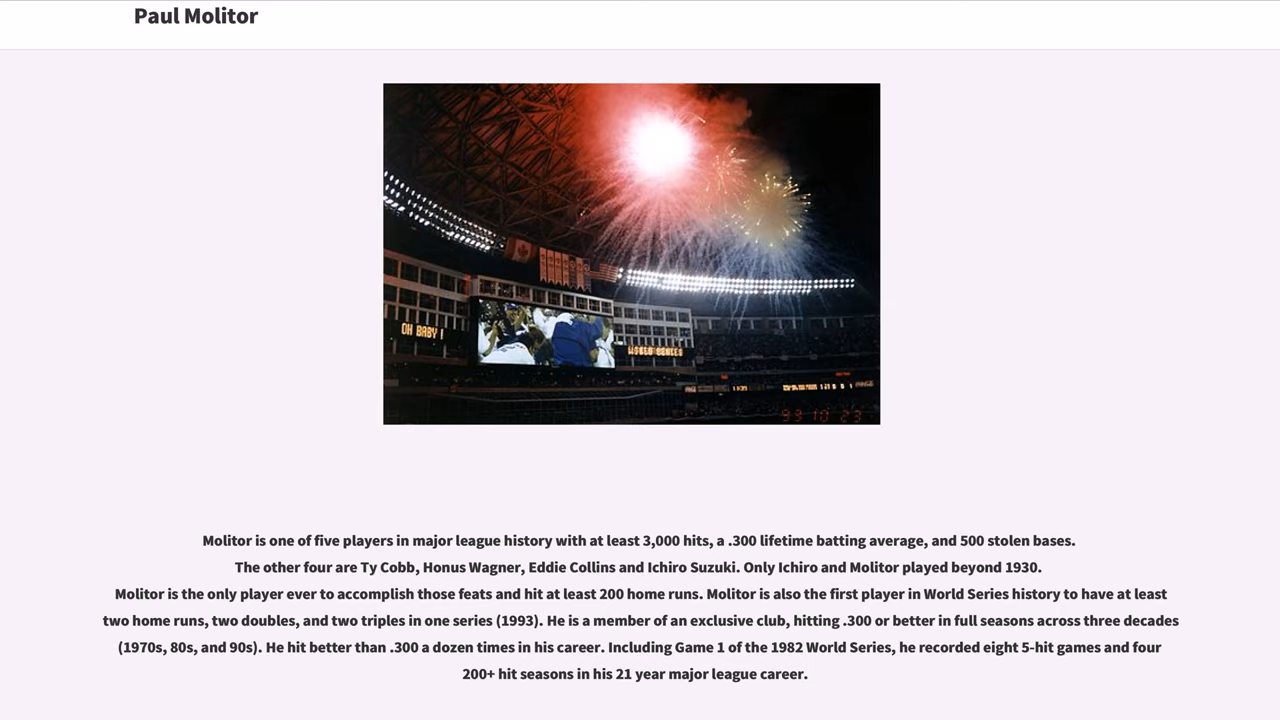 Paul Molitor
OH BABY !
WORLD SERIES
93 10 23
Molitor is one of five players in major league history with at least 3,000 hits, a .300 lifetime batting average, and 500 stolen bases.
The other four are Ty Cobb, Honus Wagner, Eddie Collins and Ichiro Suzuki. Only Ichiro and Molitor played beyond 1930.
Molitor is the only player ever to accomplish those feats and hit at least 200 home runs. Molitor is also the first player in World Series history to have at least
two home runs, two doubles, and two triples in one series (1993). He is a member of an exclusive club, hitting .300 or better in full seasons across three decades
(1970s, 80s, and 90s). He hit better than .300 a dozen times in his career. Including Game 1 of the 1982 World Series, he recorded eight 5-hit games and four
200+ hit seasons in his 21 year major league career.